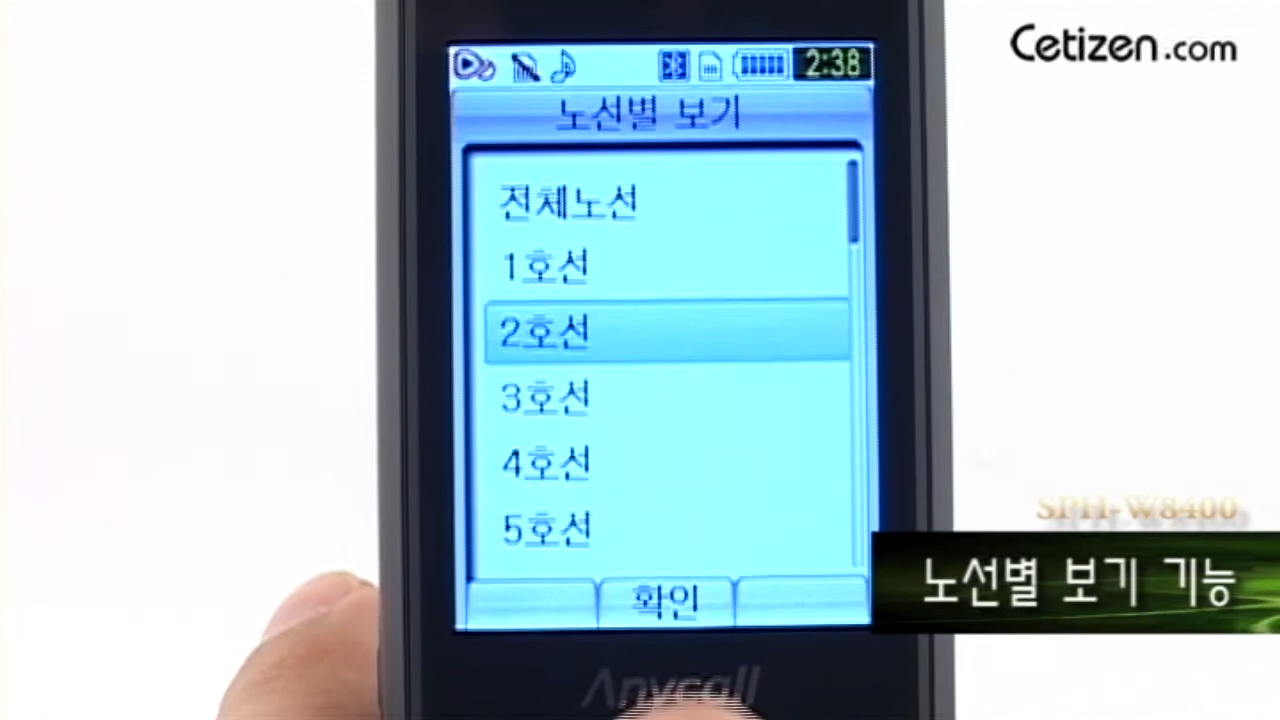 Cetizen.com
2:38
노선별 보기
전체노선
1호선
2호선
3호선
4호선
5호선
확인
SPH-W8400
노선별 보기 기능
Anycall